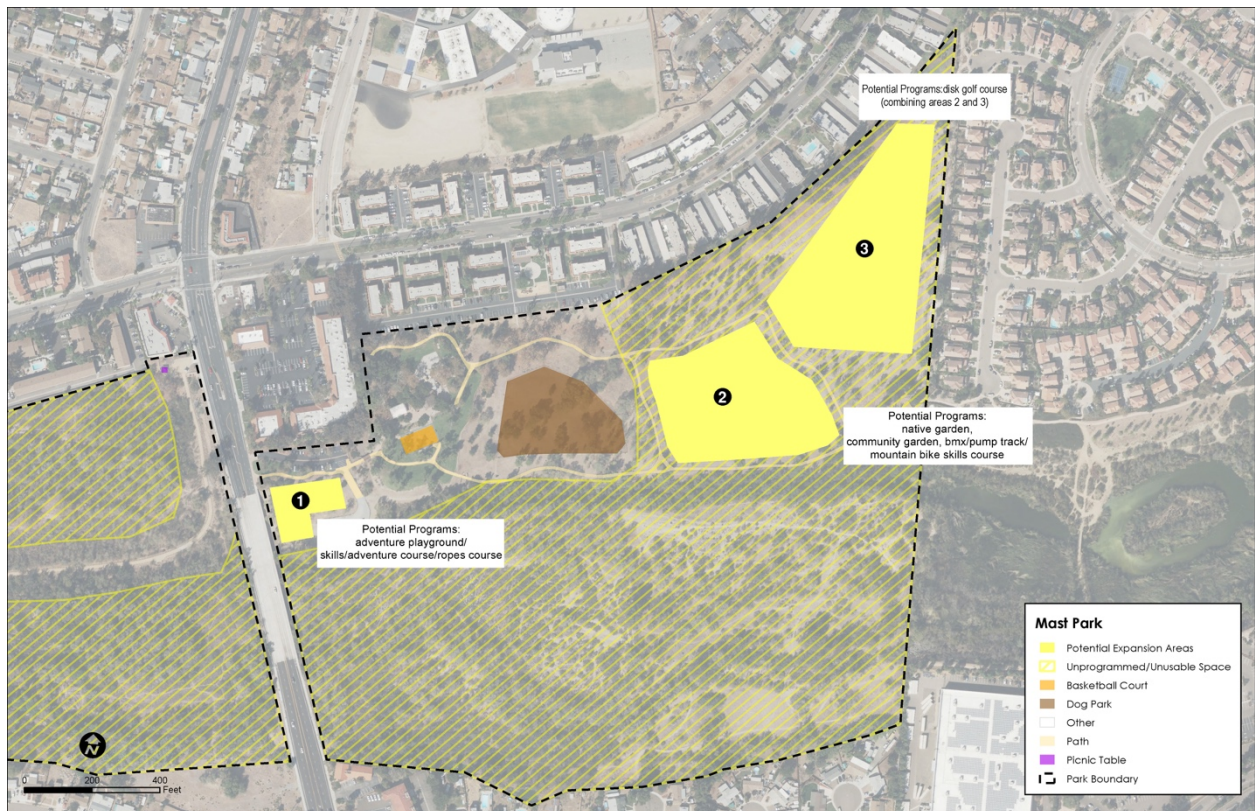 Potential Programs:disk golf course
(combining areas 2 and 3)
3
2
Potential Programs:
native garden,
community garden, bmx/pump track/
mountain bike skills course
1
Potential Programs:
adventure playground/
skills/adventure course/ropes course
Mast Park
Potential Expansion Areas
Unprogrammed/Unusable Space
Basketball Court
Dog Park
Other
Path
Picnic Table
Park Boundary
N
0 200 400
Feet